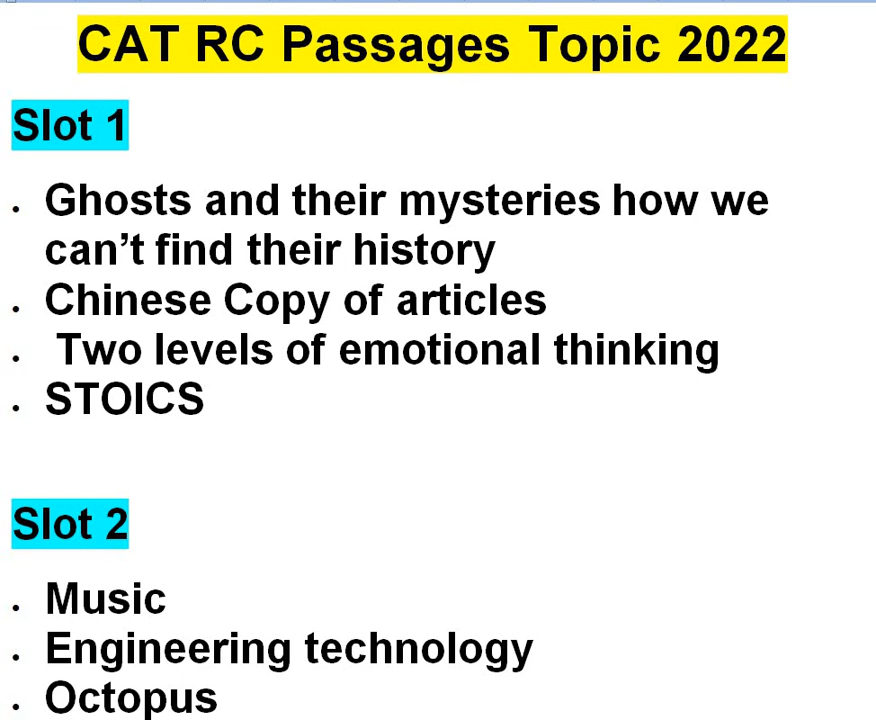 CAT RC Passages Topic 2022
Slot 1
• Ghosts and their mysteries how we
can’t find their history
• Chinese Copy of articles
• Two levels of emotional thinking
• STOICS
Slot 2
• Music
• Engineering technology
• Octopus